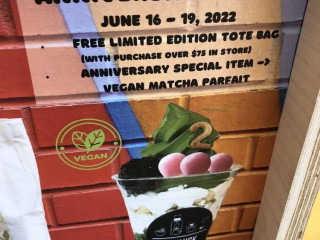 JUNE 16 – 19, 2022
• FREE LIMITED EDITION TOTE BAG
(WITH PURCHASE OVER $75 IN STORE)
• ANNIVERSARY SPECIAL ITEM →
VEGAN MATCHA PARFAIT
2
VEGAN